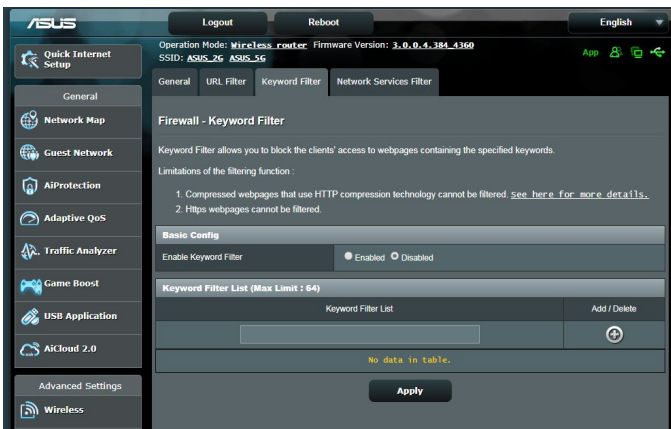 ASUS
Logout
Reboot
English
Quick Internet
Setup
Operation Mode: Wireless router Firmware Version: 3.0.0.4.384_4360
SSID: ASUS_2G ASUS_5G
App
General
URL Filter
Keyword Filter
Network Services Filter
General
Network Map
Guest Network
AiProtection
Adaptive QoS
Traffic Analyzer
Game Boost
USB Application
AiCloud 2.0
Advanced Settings
Wireless
Firewall - Keyword Filter
Keyword Filter allows you to block the clients' access to webpages containing the specified keywords.
Limitations of the filtering function :
1. Compressed webpages that use HTTP compression technology cannot be filtered. See here for more details.
2. Https webpages cannot be filtered.
Basic Config
Enable Keyword Filter
Enabled Disabled
Keyword Filter List (Max Limit : 64)
Keyword Filter List
Add / Delete
No data in table.
Apply